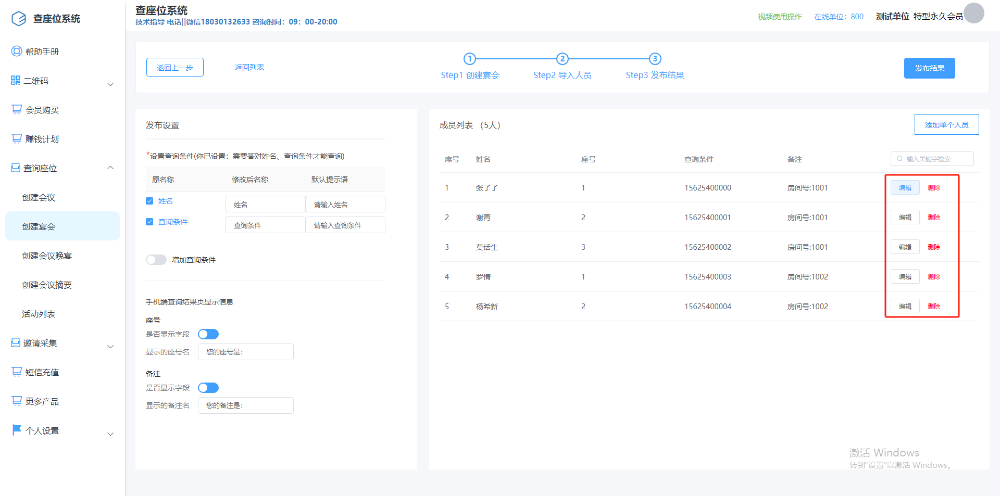 查座位系统
帮助手册
二维码
会员购买
赚钱计划
查询座位
创建会议
创建宴会
创建会议晚宴
创建会议摘要
活动列表
邀请采集
短信充值
更多产品
个人设置
查座位系统
技术指导 电话||微信18030132633 咨询时间：09：00-20:00
视频使用操作 在线单位：800 测试单位 特型永久会员
返回上一步 返回列表
1 2 3
Step1 创建宴会 Step2 导入人员 Step3 发布结果
发布结果
发布设置
*设置查询条件(你已设置：需要答对姓名、查询条件才能查询)
原名称 修改后名称 默认提示语
姓名 姓名 请输入姓名
查询条件 查询条件 请输入查询条件
增加查询条件
手机端查询结果页显示信息
座号
是否显示字段
显示的座号名 您的座号是：
备注
是否显示字段
显示的备注名 您的备注是：
成员列表 （5人）
添加单个人员
序号 姓名 座号 查询条件 备注 输入关键字搜索
1 张了了 1 15625400000 房间号:1001 编辑 删除
2 谢青 2 15625400001 房间号:1001 编辑 删除
3 莫话生 3 15625400002 房间号:1001 编辑 删除
4 罗情 1 15625400003 房间号:1002 编辑 删除
5 杨希新 2 15625400004 房间号:1002 编辑 删除
激活 Windows
转到"设置"以激活 Windows。